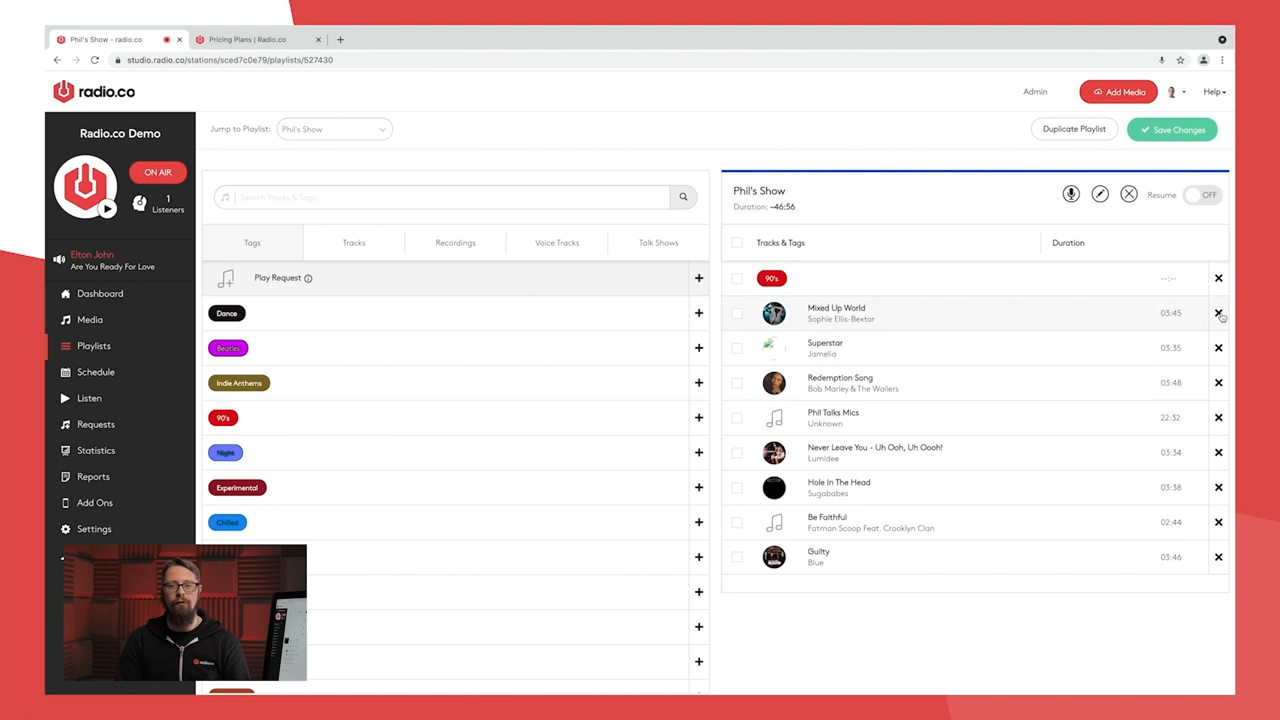 Phil's Show - radio.co
Pricing Plans | Radio.co
studio.radio.co/stations/sced7c0e79/playlists/527430
radio.co
Admin
Add Media
Help
Radio.co Demo
ON AIR
1
Listeners
Elton John
Are You Ready For Love
Dashboard
Media
Playlists
Schedule
Listen
Requests
Statistics
Reports
Add Ons
Settings
Jump to Playlist:
Phil's Show
Duplicate Playlist
Save Changes
Search Tracks & Tags..
Tags
Tracks
Recordings
Voice Tracks
Talk Shows
Play Request
Dance
Beatles
Indie Anthems
90's
Night
Experimental
Chilled
Phil's Show
Duration: ~46:56
Resume
OFF
Tracks & Tags
Duration
90's
--:--
Mixed Up World
Sophie Ellis-Bextor
03:45
Superstar
Jamelia
03:35
Redemption Song
Bob Marley & The Wailers
03:48
Phil Talks Mics
Unknown
22:32
Never Leave You - Uh Ooh, Uh Oooh!
Lumidee
03:34
Hole In The Head
Sugababes
03:38
Be Faithful
Fatman Scoop Feat. Crooklyn Clan
02:44
Guilty
Blue
03:46
radio.co